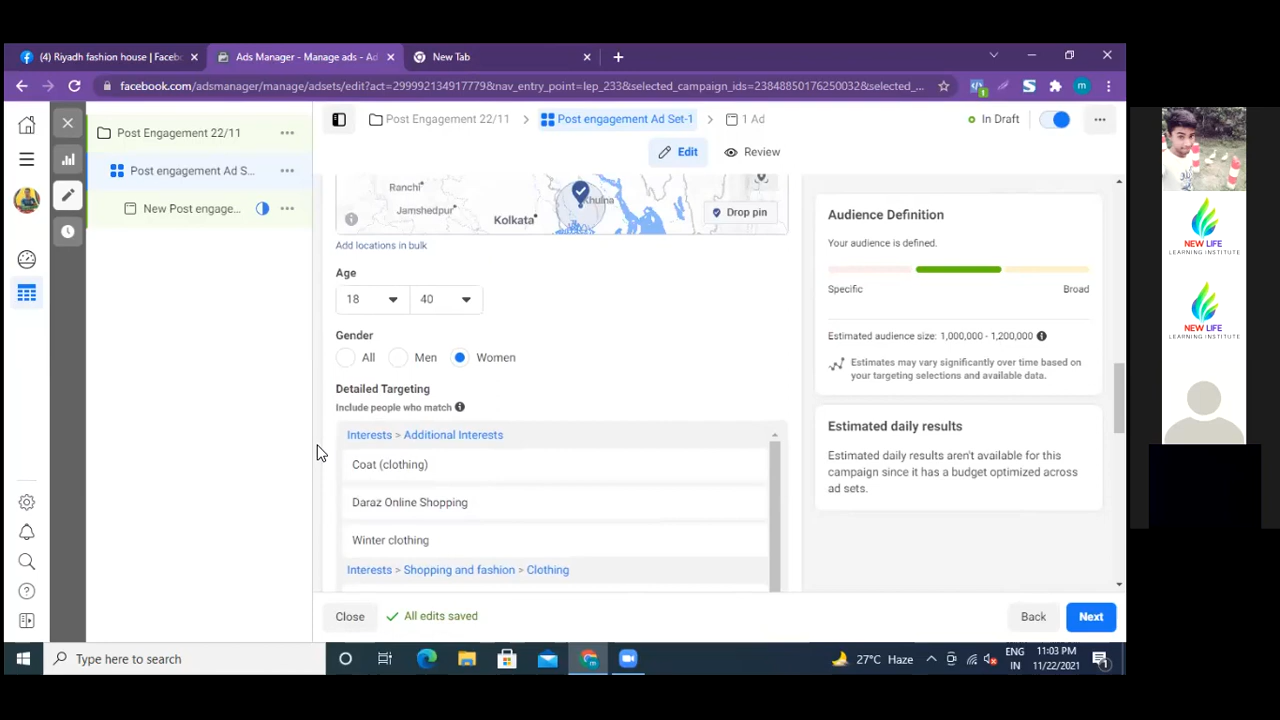 (4) Riyadh fashion house | Faceb
Ads Manager - Manage ads - Ad
New Tab
facebook.com/adsmanager/manage/adsets/edit?act=299992134917779&nav_entry_point=lep_233&selected_campaign_ids=23848850176250032&selected_...
Post Engagement 22/11
Post engagement Ad S...
New Post engage...
Post Engagement 22/11 > Post engagement Ad Set-1 > 1 Ad
In Draft
Edit
Review
Ranchi
Jamshedpur
Kolkata
Khulna
Drop pin
Add locations in bulk
Age
18
40
Gender
All
Men
Women
Detailed Targeting
Include people who match
Interests > Additional Interests
Coat (clothing)
Daraz Online Shopping
Winter clothing
Interests > Shopping and fashion > Clothing
Audience Definition
Your audience is defined.
Specific
Broad
Estimated audience size: 1,000,000 - 1,200,000
Estimates may vary significantly over time based on
your targeting selections and available data.
Estimated daily results
Estimated daily results aren't available for this
campaign since it has a budget optimized across
ad sets.
Close
All edits saved
Back
Next
Type here to search
27°C Haze
ENG
IN
11:03 PM
11/22/2021
NEW LIFE
LEARNING INSTITUTE
NEW LIFE
LEARNING INSTITUTE